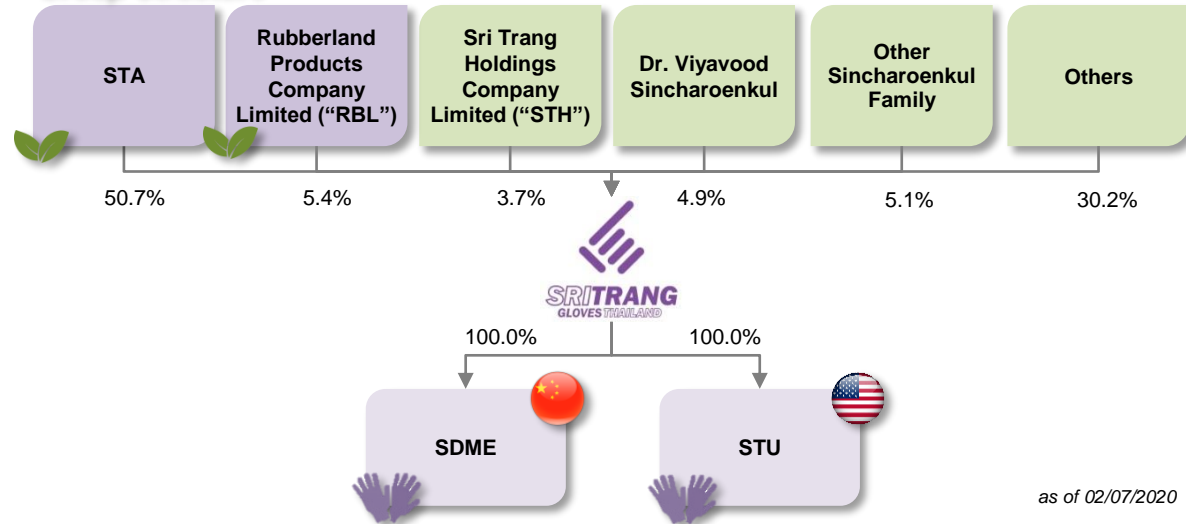 STA
Rubberland
Products
Company
Limited (“RBL”)
Sri Trang
Holdings
Company
Limited (“STH”)
Dr. Viyavood
Sincharoenkul
Other
Sincharoenkul
Family
Others
50.7%
5.4%
3.7%
4.9%
5.1%
30.2%
SRITRANG
GLOVES THAILAND
100.0%
100.0%
SDME
STU
as of 02/07/2020